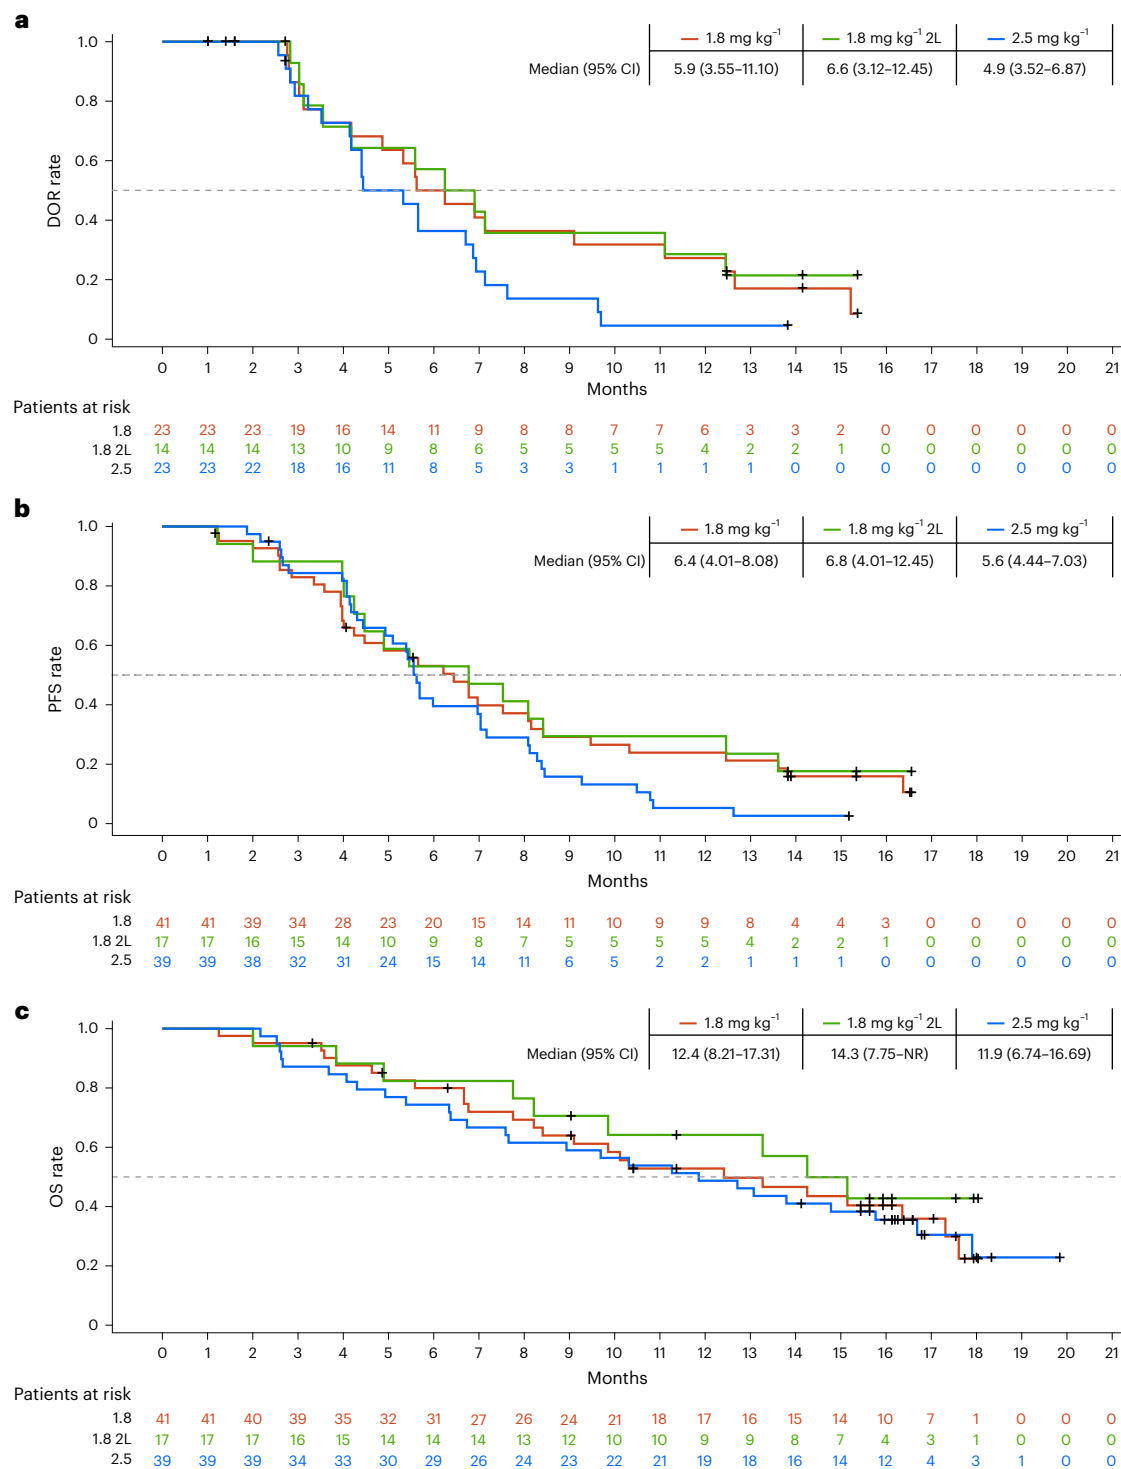 a
1.8 mg kg⁻¹ 1.8 mg kg⁻¹ 2L 2.5 mg kg⁻¹
Median (95% CI) 5.9 (3.55–11.10) 6.6 (3.12–12.45) 4.9 (3.52–6.87)
1.0
0.8
0.6
0.4
0.2
0
DOR rate
0 1 2 3 4 5 6 7 8 9 10 11 12 13 14 15 16 17 18 19 20 21
Months
Patients at risk
1.8 23 23 23 19 16 14 11 9 8 8 7 7 6 3 3 2 0 0 0 0 0 0
1.8 2L 14 14 14 13 10 9 8 6 5 5 5 5 4 2 2 1 0 0 0 0 0 0
2.5 23 23 22 18 16 11 8 5 3 3 1 1 1 1 0 0 0 0 0 0 0 0
b
1.8 mg kg⁻¹ 1.8 mg kg⁻¹ 2L 2.5 mg kg⁻¹
Median (95% CI) 6.4 (4.01–8.08) 6.8 (4.01–12.45) 5.6 (4.44–7.03)
1.0
0.8
0.6
0.4
0.2
0
PFS rate
0 1 2 3 4 5 6 7 8 9 10 11 12 13 14 15 16 17 18 19 20 21
Months
Patients at risk
1.8 41 41 39 34 28 23 20 15 14 11 10 9 9 8 4 4 3 0 0 0 0 0
1.8 2L 17 17 16 15 14 10 9 8 7 5 5 5 5 4 2 2 1 0 0 0 0 0
2.5 39 39 38 32 31 24 15 14 11 6 5 2 2 1 1 1 0 0 0 0 0 0
c
1.8 mg kg⁻¹ 1.8 mg kg⁻¹ 2L 2.5 mg kg⁻¹
Median (95% CI) 12.4 (8.21–17.31) 14.3 (7.75–NR) 11.9 (6.74–16.69)
1.0
0.8
0.6
0.4
0.2
0
OS rate
0 1 2 3 4 5 6 7 8 9 10 11 12 13 14 15 16 17 18 19 20 21
Months
Patients at risk
1.8 41 41 40 39 35 32 31 27 26 24 21 18 17 16 15 14 10 7 1 0 0 0
1.8 2L 17 17 17 16 15 14 14 14 13 12 10 10 9 9 8 7 4 3 1 0 0 0
2.5 39 39 39 34 33 30 29 26 24 23 22 21 19 18 16 14 12 4 3 1 0 0